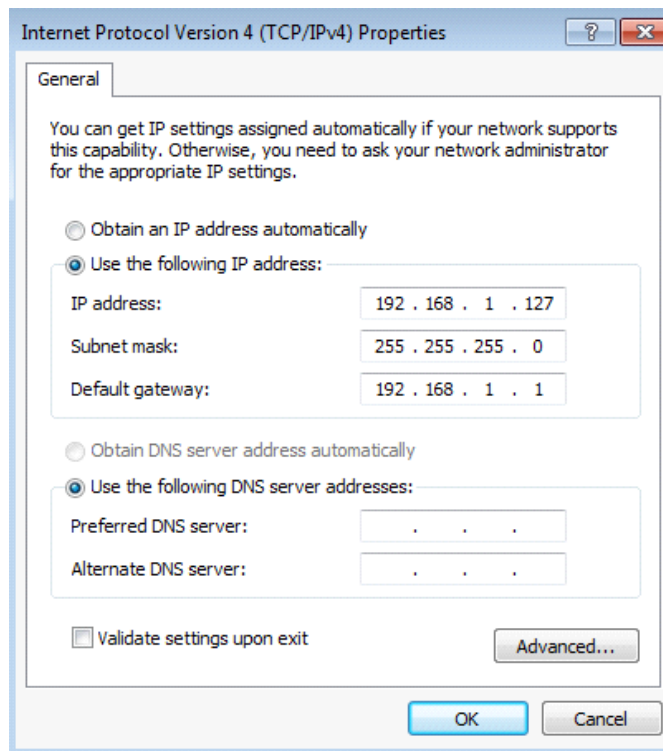 Internet Protocol Version 4 (TCP/IPv4) Properties
General
You can get IP settings assigned automatically if your network supports
this capability. Otherwise, you need to ask your network administrator
for the appropriate IP settings.
Obtain an IP address automatically
Use the following IP address:
IP address: 192 . 168 . 1 . 127
Subnet mask: 255 . 255 . 255 . 0
Default gateway: 192 . 168 . 1 . 1
Obtain DNS server address automatically
Use the following DNS server addresses:
Preferred DNS server: . . .
Alternate DNS server: . . .
Validate settings upon exit
Advanced...
OK Cancel